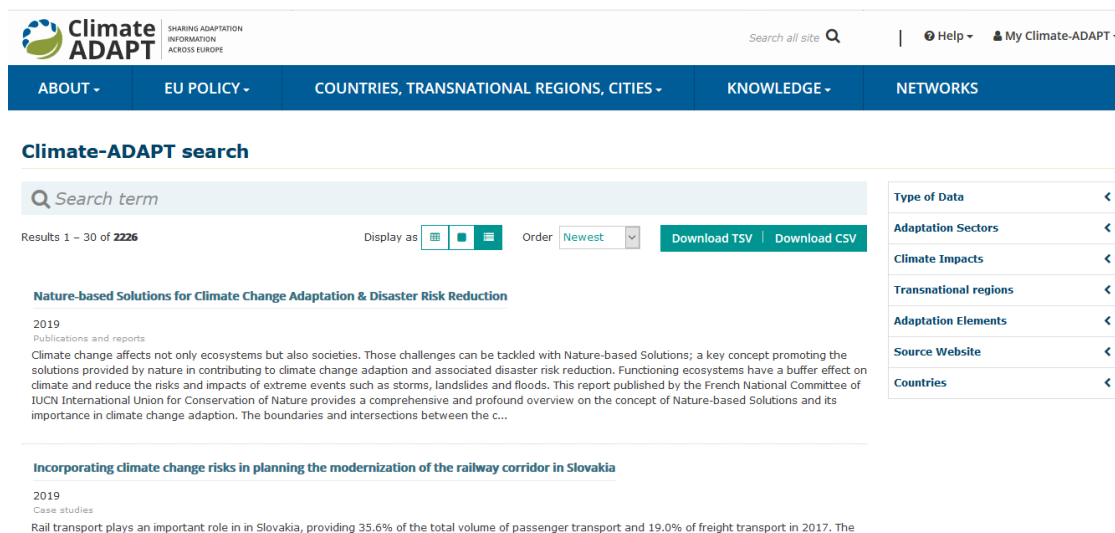 Climate
ADAPT
SHARING ADAPTATION
INFORMATION
ACROSS EUROPE
Search all site
Help
My Climate-ADAPT
ABOUT
EU POLICY
COUNTRIES, TRANSNATIONAL REGIONS, CITIES
KNOWLEDGE
NETWORKS
Climate-ADAPT search
Search term
Results 1 – 30 of 2226
Display as
Order Newest
Download TSV | Download CSV
Type of Data
Adaptation Sectors
Climate Impacts
Transnational regions
Adaptation Elements
Source Website
Countries
Nature-based Solutions for Climate Change Adaptation & Disaster Risk Reduction
2019
Publications and reports
Climate change affects not only ecosystems but also societies. Those challenges can be tackled with Nature-based Solutions; a key concept promoting the
solutions provided by nature in contributing to climate change adaption and associated disaster risk reduction. Functioning ecosystems have a buffer effect on
climate and reduce the risks and impacts of extreme events such as storms, landslides and floods. This report published by the French National Committee of
IUCN International Union for Conservation of Nature provides a comprehensive and profound overview on the concept of Nature-based Solutions and its
importance in climate change adaption. The boundaries and intersections between the c...
Incorporating climate change risks in planning the modernization of the railway corridor in Slovakia
2019
Case studies
Rail transport plays an important role in in Slovakia, providing 35.6% of the total volume of passenger transport and 19.0% of freight transport in 2017. The